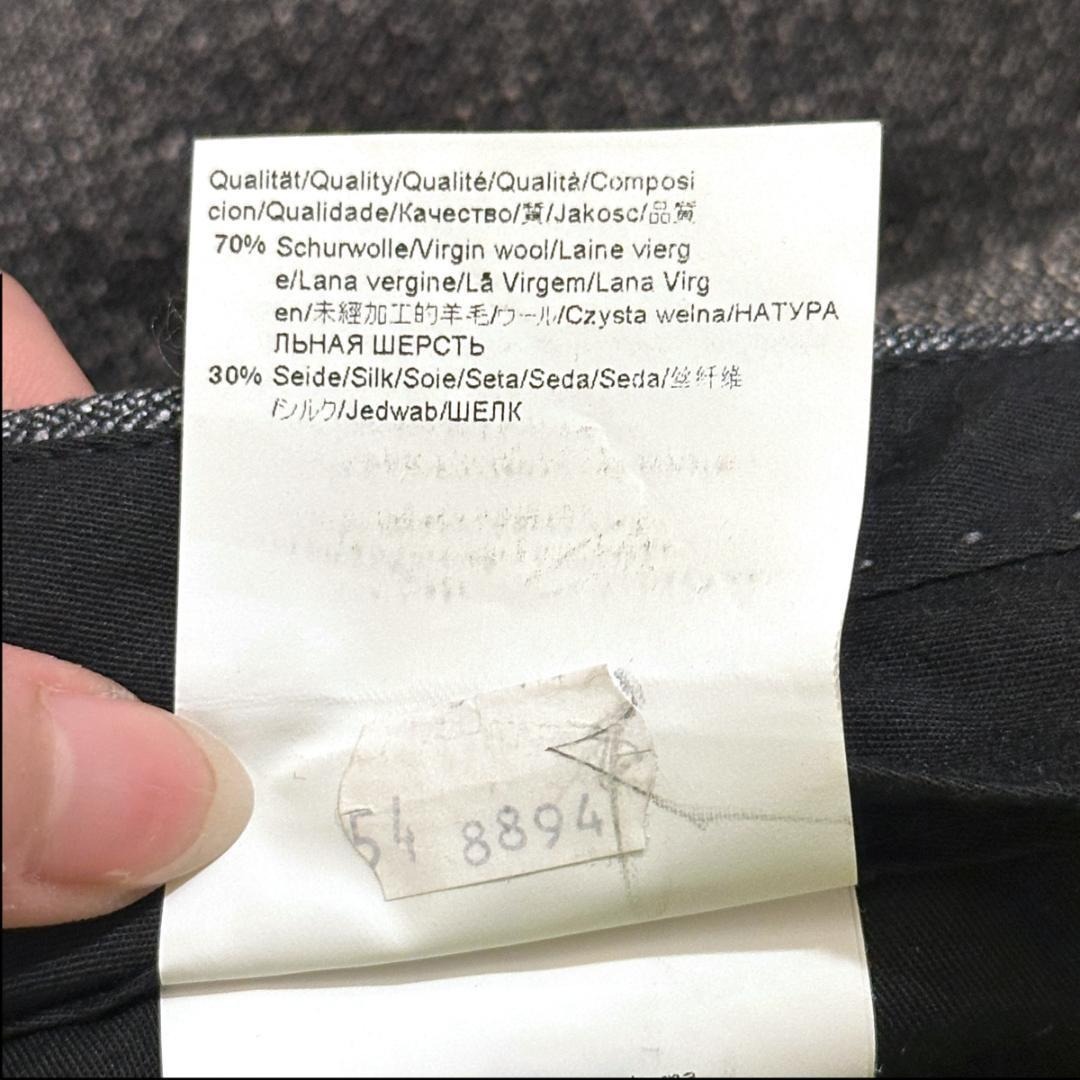 Qualität/Quality/Qualité/Qualità/Composi
cion/Qualidade/Качество/質/Jakosc/品質
70% Schurwolle/Virgin wool/Laine vierg
e/Lana vergine/Lã Virgem/Lana Virg
en/未經加工的羊毛/ウール/Czysta welna/НАТУРА
ЛЬНАЯ ШЕРСТЬ
30% Seide/Silk/Soie/Seta/Seda/Seda/丝纤维
/シルク/Jedwab/ШЕЛК
54 8894